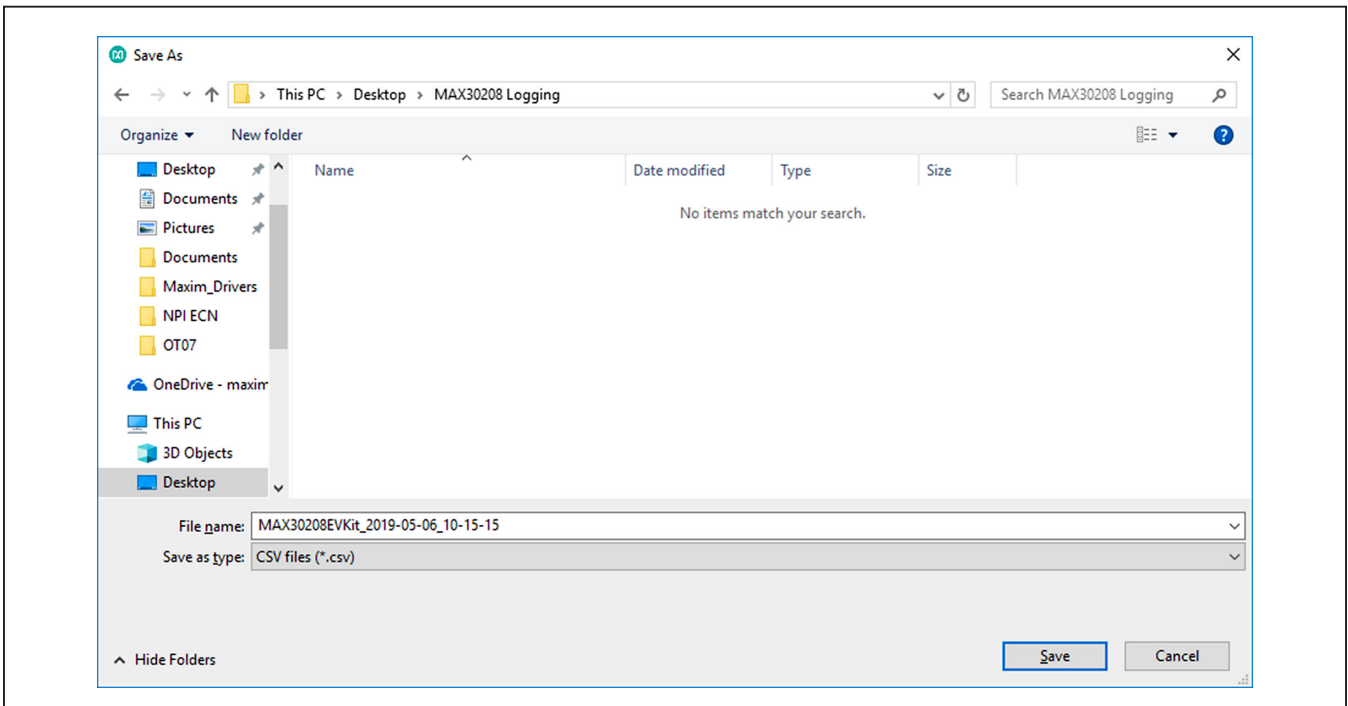 Save As
This PC > Desktop > MAX30208 Logging
Search MAX30208 Logging
Organize
New folder
Desktop
Documents
Pictures
Documents
Maxim_Drivers
NPI ECN
OT07
OneDrive - maxim
This PC
3D Objects
Desktop
Name
Date modified
Type
Size
No items match your search.
File name: MAX30208EVKit_2019-05-06_10-15-15
Save as type: CSV files (*.csv)
Hide Folders
Save
Cancel